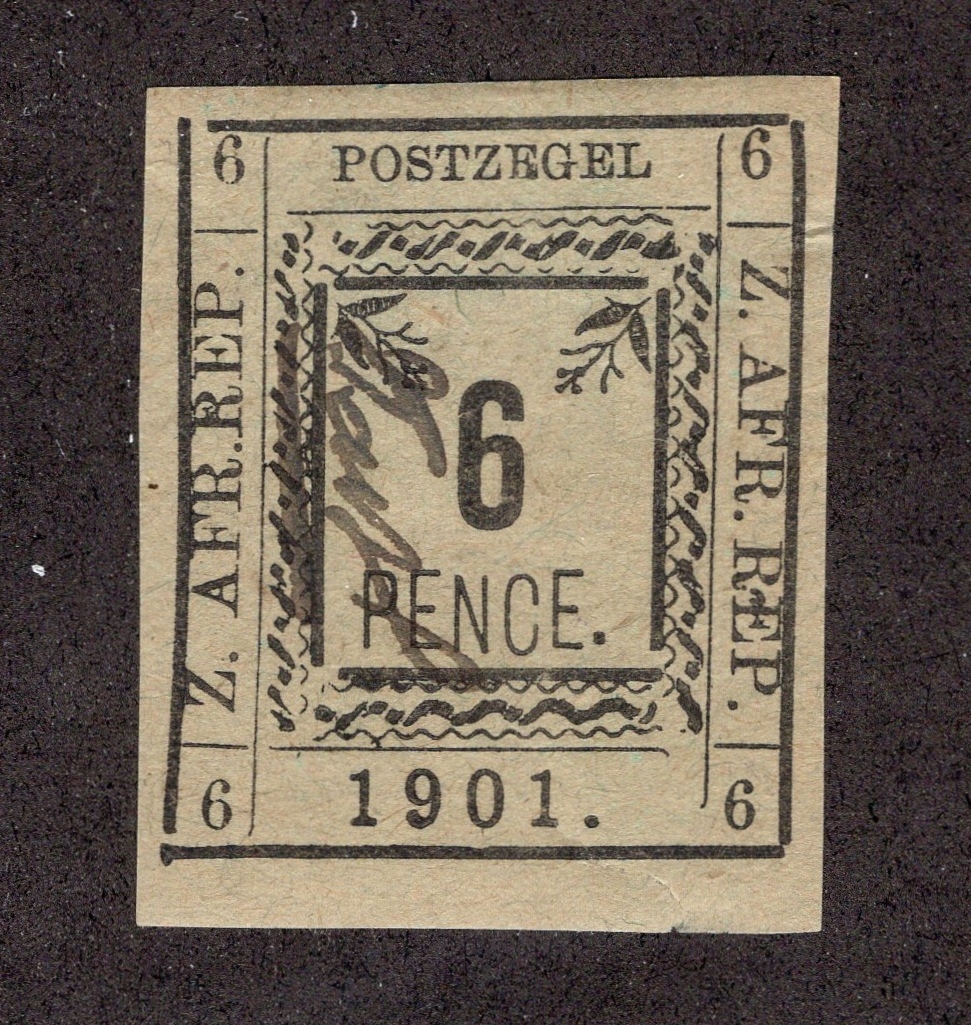 6 POSTZEGEL 6
Z. AFR. REP.
Z. AFR. REP.
6
PENCE.
6 1901. 6